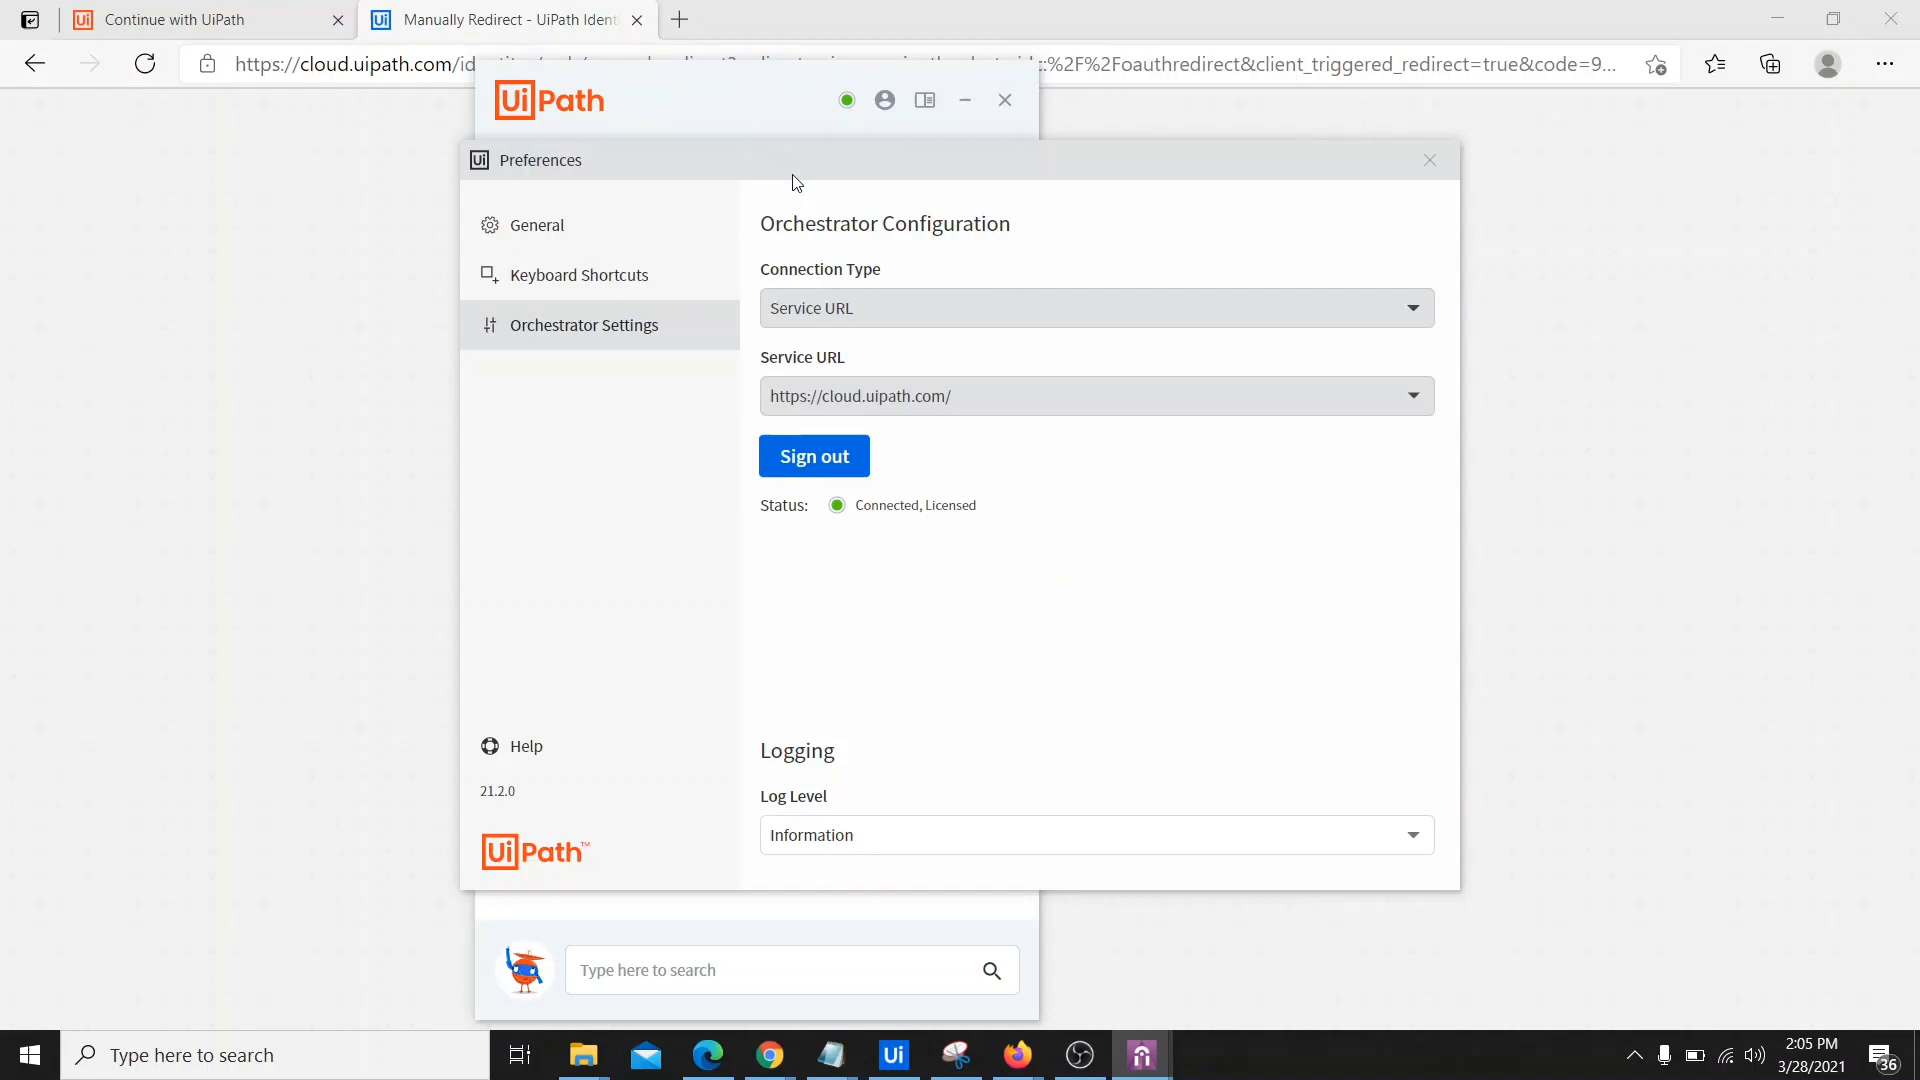 Continue with UiPath
Manually Redirect - UiPath Ident
https://cloud.uipath.com/id
%2F%2Foauthredirect&client_triggered_redirect=true&code=9...
UiPath
Ui Preferences
General
Keyboard Shortcuts
Orchestrator Settings
Orchestrator Configuration
Connection Type
Service URL
Service URL
https://cloud.uipath.com/
Sign out
Status: Connected, Licensed
Help
21.2.0
UiPath™
Logging
Log Level
Information
Type here to search
Type here to search
Ui
2:05 PM
3/28/2021
36